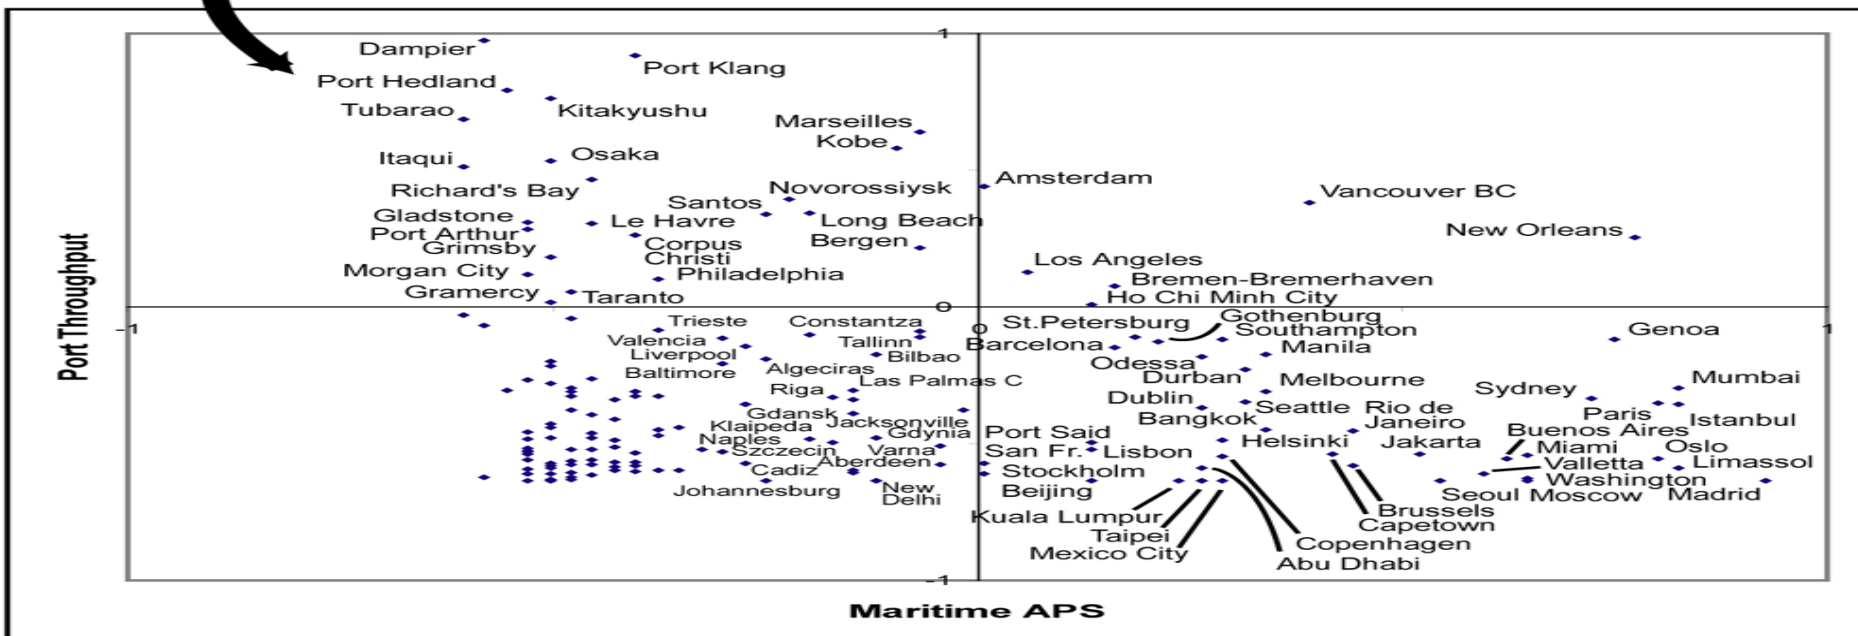 1
Dampier
Port Klang
Port Hedland
Tubarao
Kitakyushu
Marseilles
Kobe
Itaqui
Osaka
Amsterdam
Richard's Bay
Novorossiysk
Vancouver BC
Santos
Gladstone
Le Havre
Long Beach
New Orleans
Port Arthur
Grimsby
Corpus
Christi
Bergen
Los Angeles
Morgan City
Philadelphia
Bremen-Bremerhaven
Gramercy
Taranto
Ho Chi Minh City
0
Port Throughput
-1
0
1
Trieste
Constantza
St.Petersburg
Gothenburg
Southampton
Genoa
Valencia
Tallinn
Barcelona
Manila
Liverpool
Bilbao
Odessa
Baltimore
Algeciras
Durban
Melbourne
Mumbai
Riga
Las Palmas C
Sydney
Dublin
Seattle
Rio de
Janeiro
Paris
Istanbul
Gdansk
Jacksonville
Bangkok
Klaipeda
Gdynia
Port Said
Helsinki
Jakarta
Buenos Aires
Naples
Szczecin
Varna
San Fr.
Lisbon
Miami
Oslo
Cadiz
Aberdeen
Stockholm
Valletta
Limassol
Johannesburg
New
Delhi
Beijing
Washington
Seoul
Moscow
Madrid
Kuala Lumpur
Brussels
Capetown
Taipei
Copenhagen
Mexico City
Abu Dhabi
-1
Maritime APS